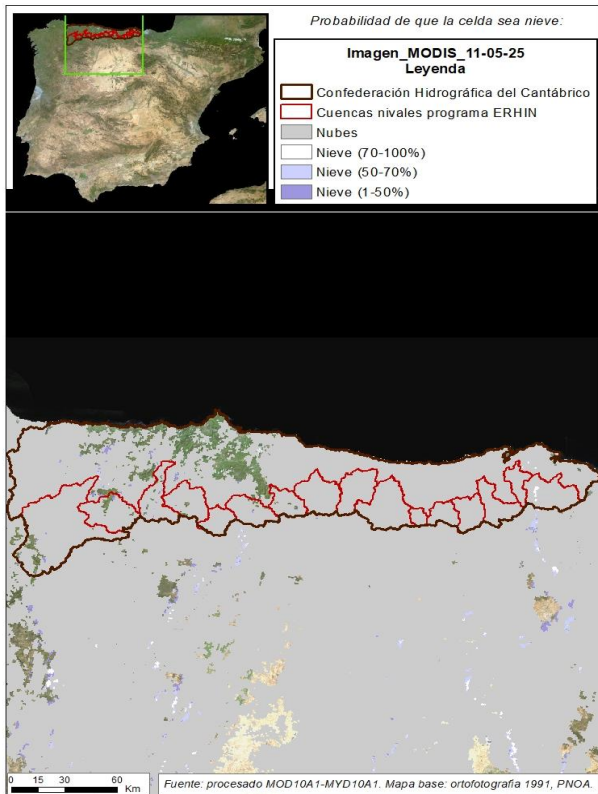 Probabilidad de que la celda sea nieve:
Imagen_MODIS_11-05-25
Leyenda
Confederación Hidrográfica del Cantábrico
Cuencas nivales programa ERHIN
Nubes
Nieve (70-100%)
Nieve (50-70%)
Nieve (1-50%)
0 15 30 60
Km
Fuente: procesado MOD10A1-MYD10A1. Mapa base: ortofotografia 1991, PNOA.